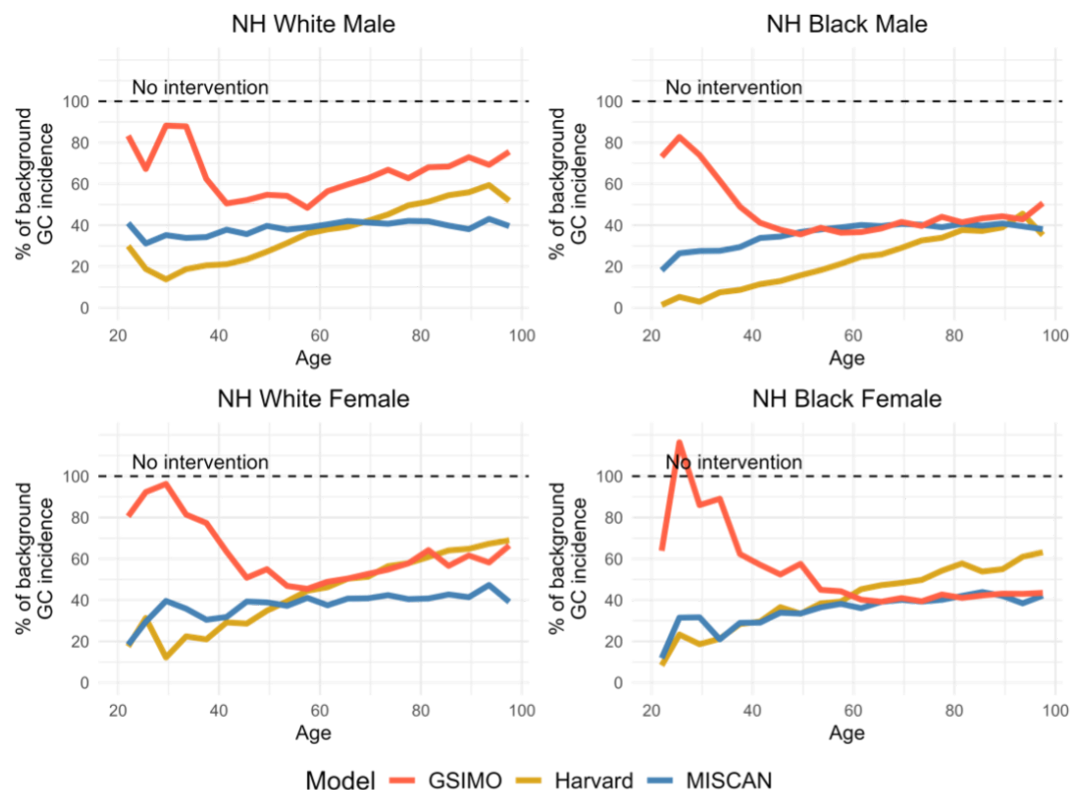 NH White Male
NH Black Male
% of background
GC incidence
100
80
60
40
20
0
No intervention
20
40
60
80
100
Age
% of background
GC incidence
100
80
60
40
20
0
No intervention
20
40
60
80
100
Age
NH White Female
NH Black Female
% of background
GC incidence
100
80
60
40
20
0
No intervention
20
40
60
80
100
Age
% of background
GC incidence
100
80
60
40
20
0
No intervention
20
40
60
80
100
Age
Model GSIMO Harvard MISCAN